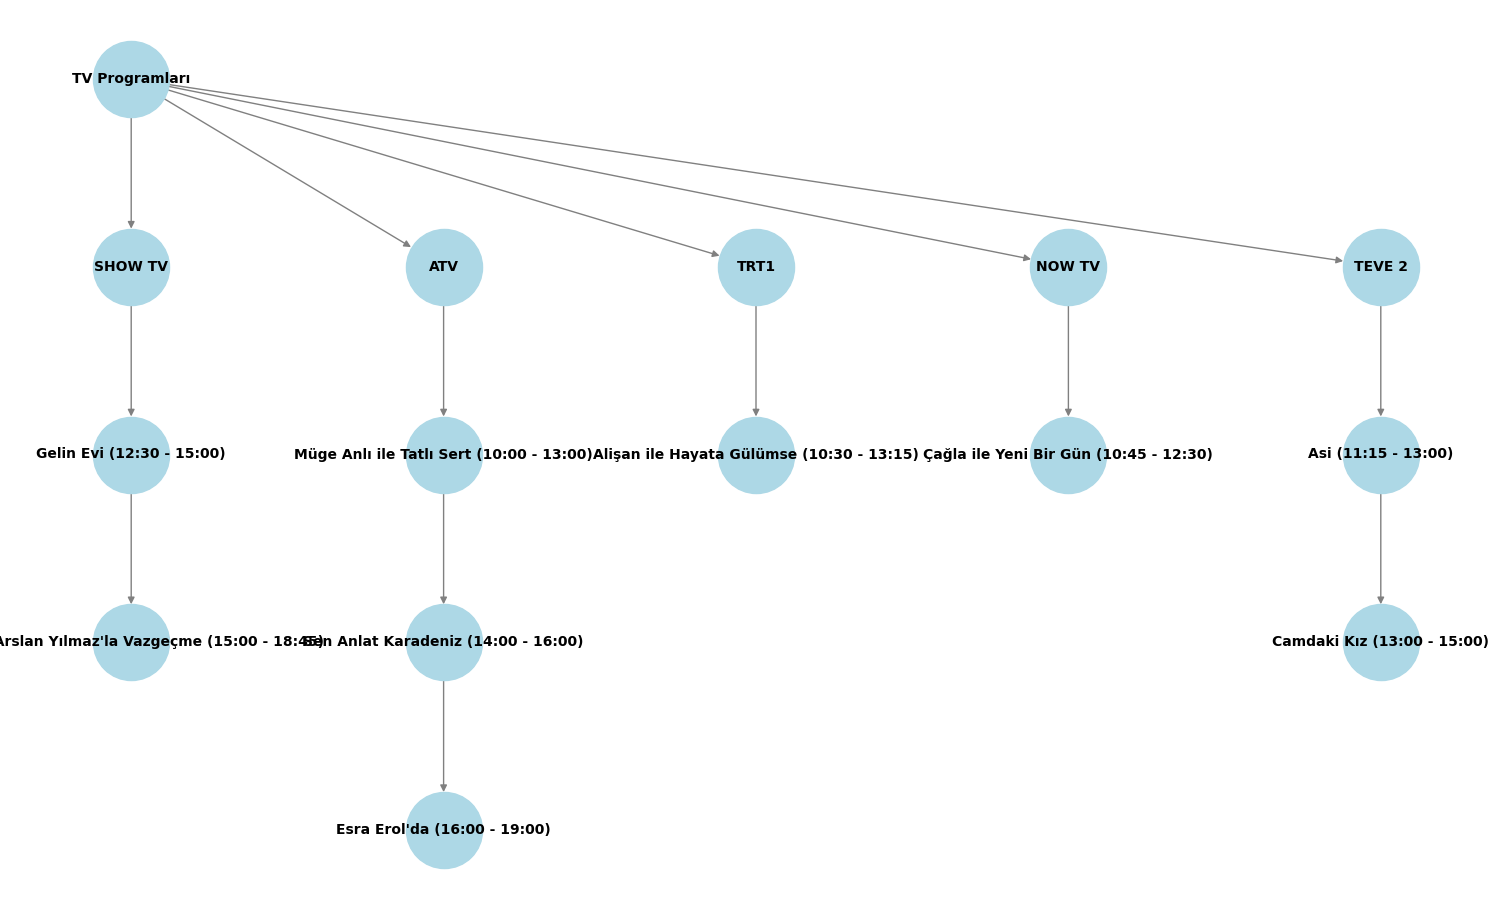 TV Programları
SHOW TV
ATV
TRT1
NOW TV
TEVE 2
Gelin Evi (12:30 - 15:00)
Müge Anlı ile Tatlı Sert (10:00 - 13:00)
Alişan ile Hayata Gülümse (10:30 - 13:15)
Çağla ile Yeni Bir Gün (10:45 - 12:30)
Asi (11:15 - 13:00)
Arslan Yılmaz'la Vazgeçme (15:00 - 18:45)
Sen Anlat Karadeniz (14:00 - 16:00)
Camdaki Kız (13:00 - 15:00)
Esra Erol'da (16:00 - 19:00)